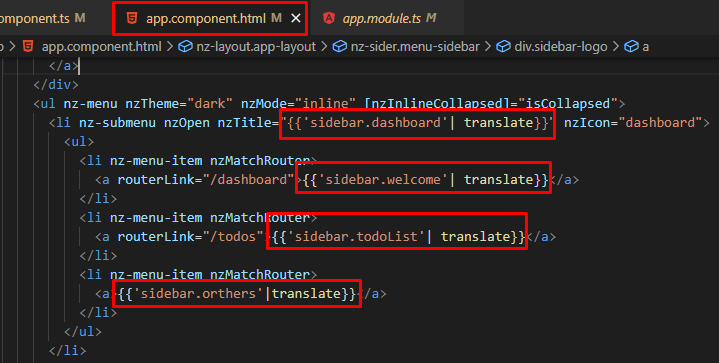 component.ts M app.component.html M app.module.ts M
app.component.html > nz-layout.app-layout > nz-sider.menu-sidebar > div.sidebar-logo > a
</a>
</div>
<ul nz-menu nzTheme="dark" nzMode="inline" [nzInlineCollapsed]="isCollapsed">
<li nz-submenu nzOpen nzTitle="{{'sidebar.dashboard'| translate}}" nzIcon="dashboard">
<ul>
<li nz-menu-item nzMatchRouter>
<a routerLink="/dashboard">{{'sidebar.welcome'| translate}}</a>
</li>
<li nz-menu-item nzMatchRouter>
<a routerLink="/todos">{{'sidebar.todoList'| translate}}</a>
</li>
<li nz-menu-item nzMatchRouter>
<a>{{'sidebar.orthers'|translate}}</a>
</li>
</ul>
</li>